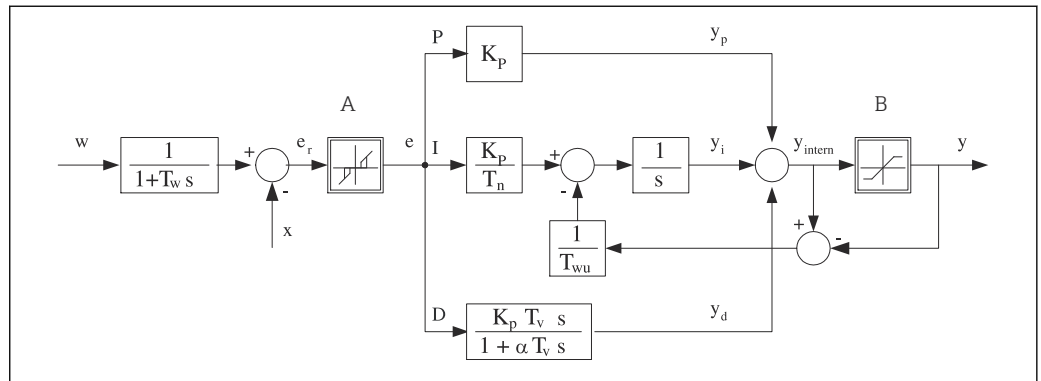 P
y_p
K_P
A
B
w
1
1+T_w s
+
-
e_r
x
e
I
K_P
T_n
+
-
1
s
y_i
y_intern
y
1
T_wu
+
-
D
K_p T_v s
1 + α T_v s
y_d